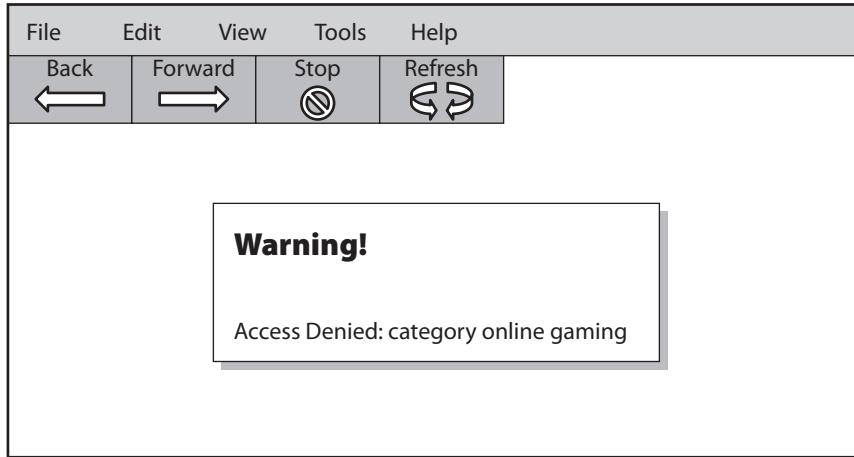 File Edit View Tools Help
Back Forward Stop Refresh
Warning!
Access Denied: category online gaming